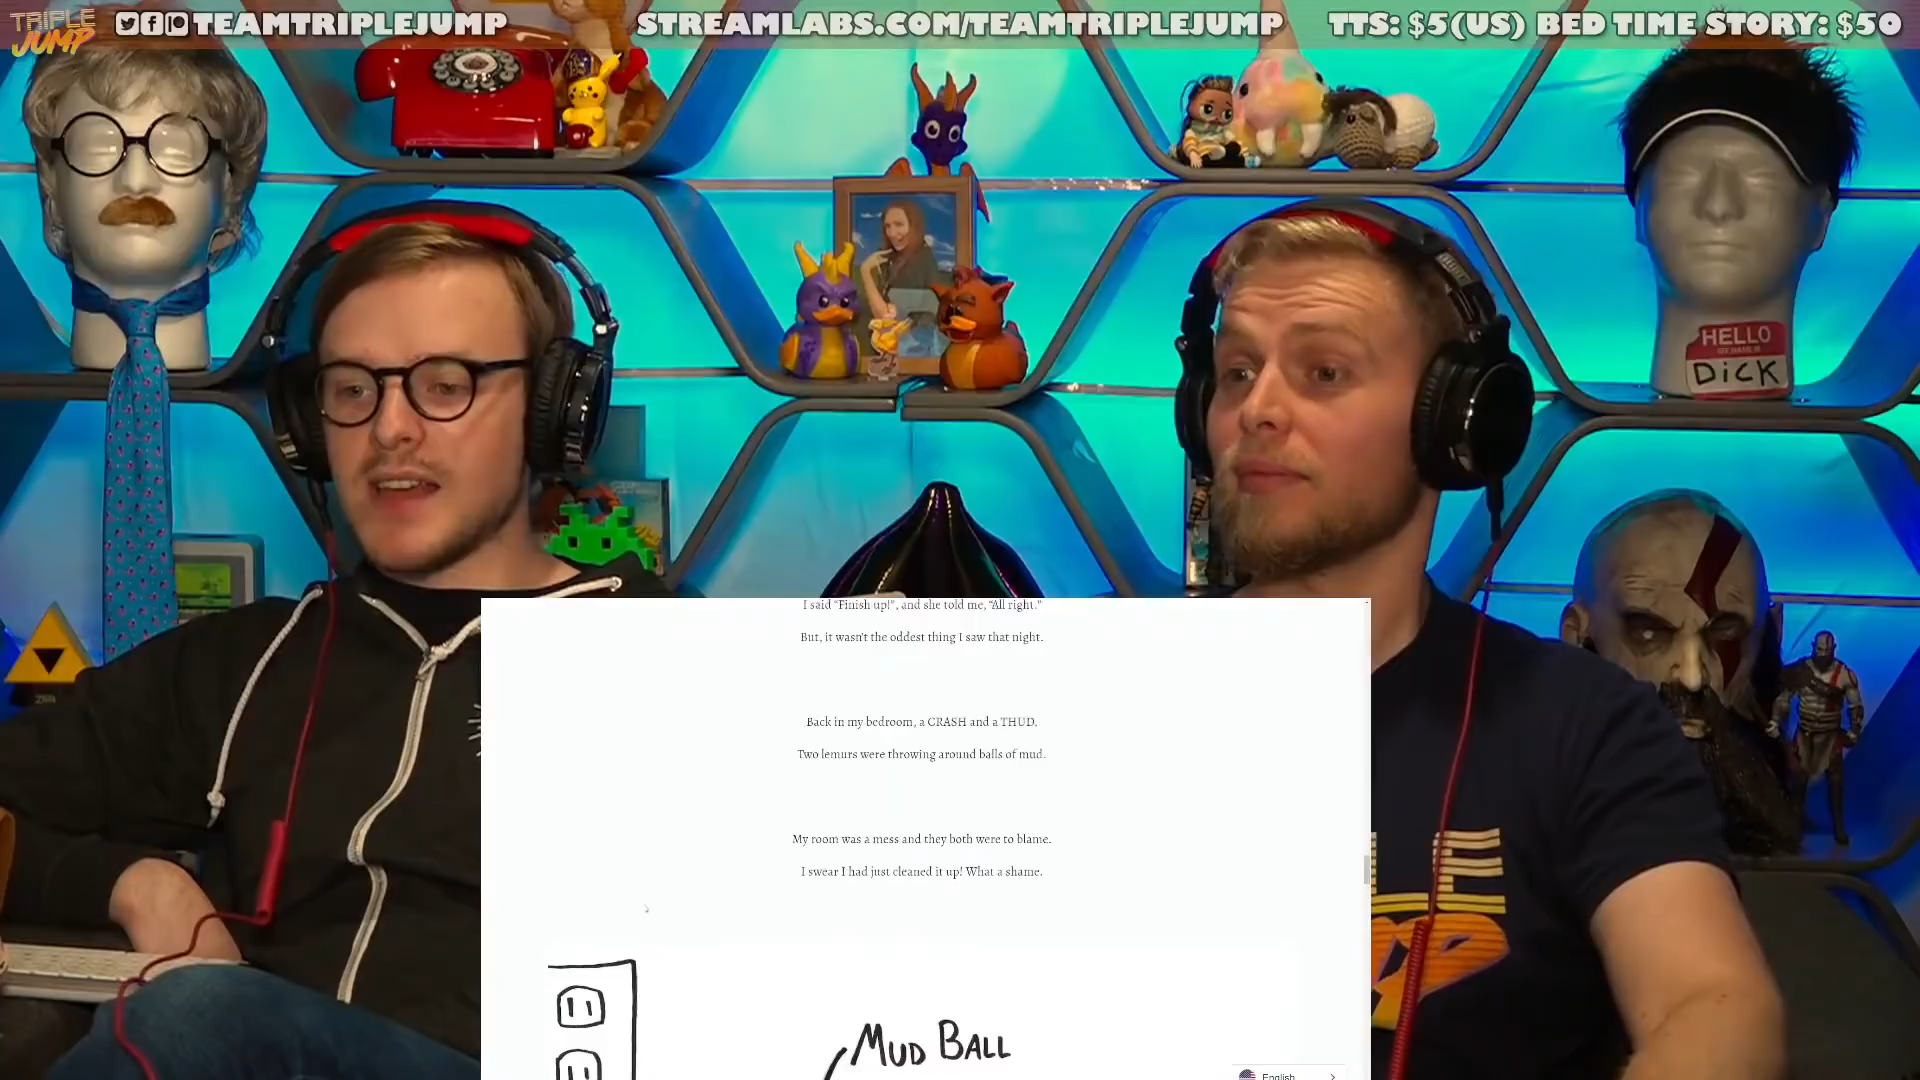 TRIPLE JUMP
TEAMTRIPLEJUMP
STREAMLABS.COM/TEAMTRIPLEJUMP
TTS: $5(US) BED TIME STORY: $50
HELLO
MY NAME IS
DiCK
I said "Finish up!", and she told me, "All right."
But, it wasn't the oddest thing I saw that night.
Back in my bedroom, a CRASH and a THUD.
Two lemurs were throwing around balls of mud.
My room was a mess and they both were to blame.
I swear I had just cleaned it up! What a shame.
MUD BALL
English